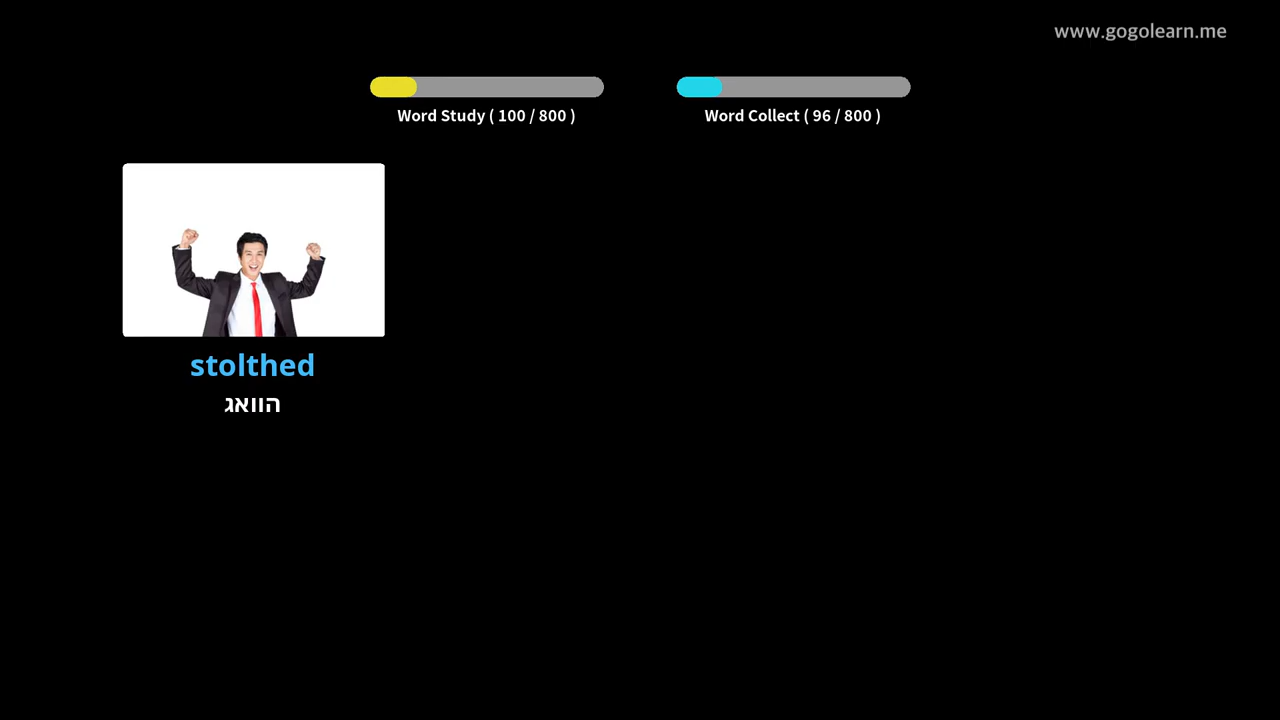 www.gogolearn.me
Word Study ( 100 / 800 )
Word Collect ( 96 / 800 )
stolthed
הוואג